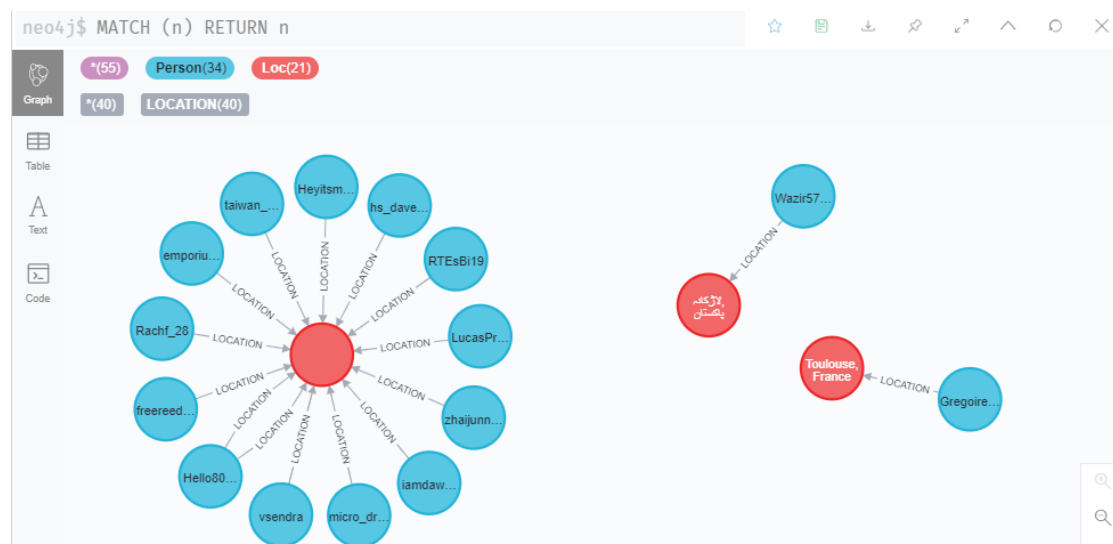 neo4j$ MATCH (n) RETURN n
*(55) Person(34) Loc(21)
*(40) LOCATION(40)
Graph
Table
Text
Code
Heyitsm...
taiwan_...
hs_dave...
emporiu...
RTEsBi19
Rachf_28
LucasPr...
freereed...
zhaijunn...
Hello80...
iamdaw...
vsendra
micro_dr...
LOCATION
LOCATION
LOCATION
LOCATION
LOCATION
LOCATION
LOCATION
LOCATION
LOCATION
LOCATION
LOCATION
LOCATION
LOCATION
LOCATION
Wazir57...
LOCATION
لاڑکانہ,
پاکستان
Toulouse,
France
LOCATION
Gregoire...